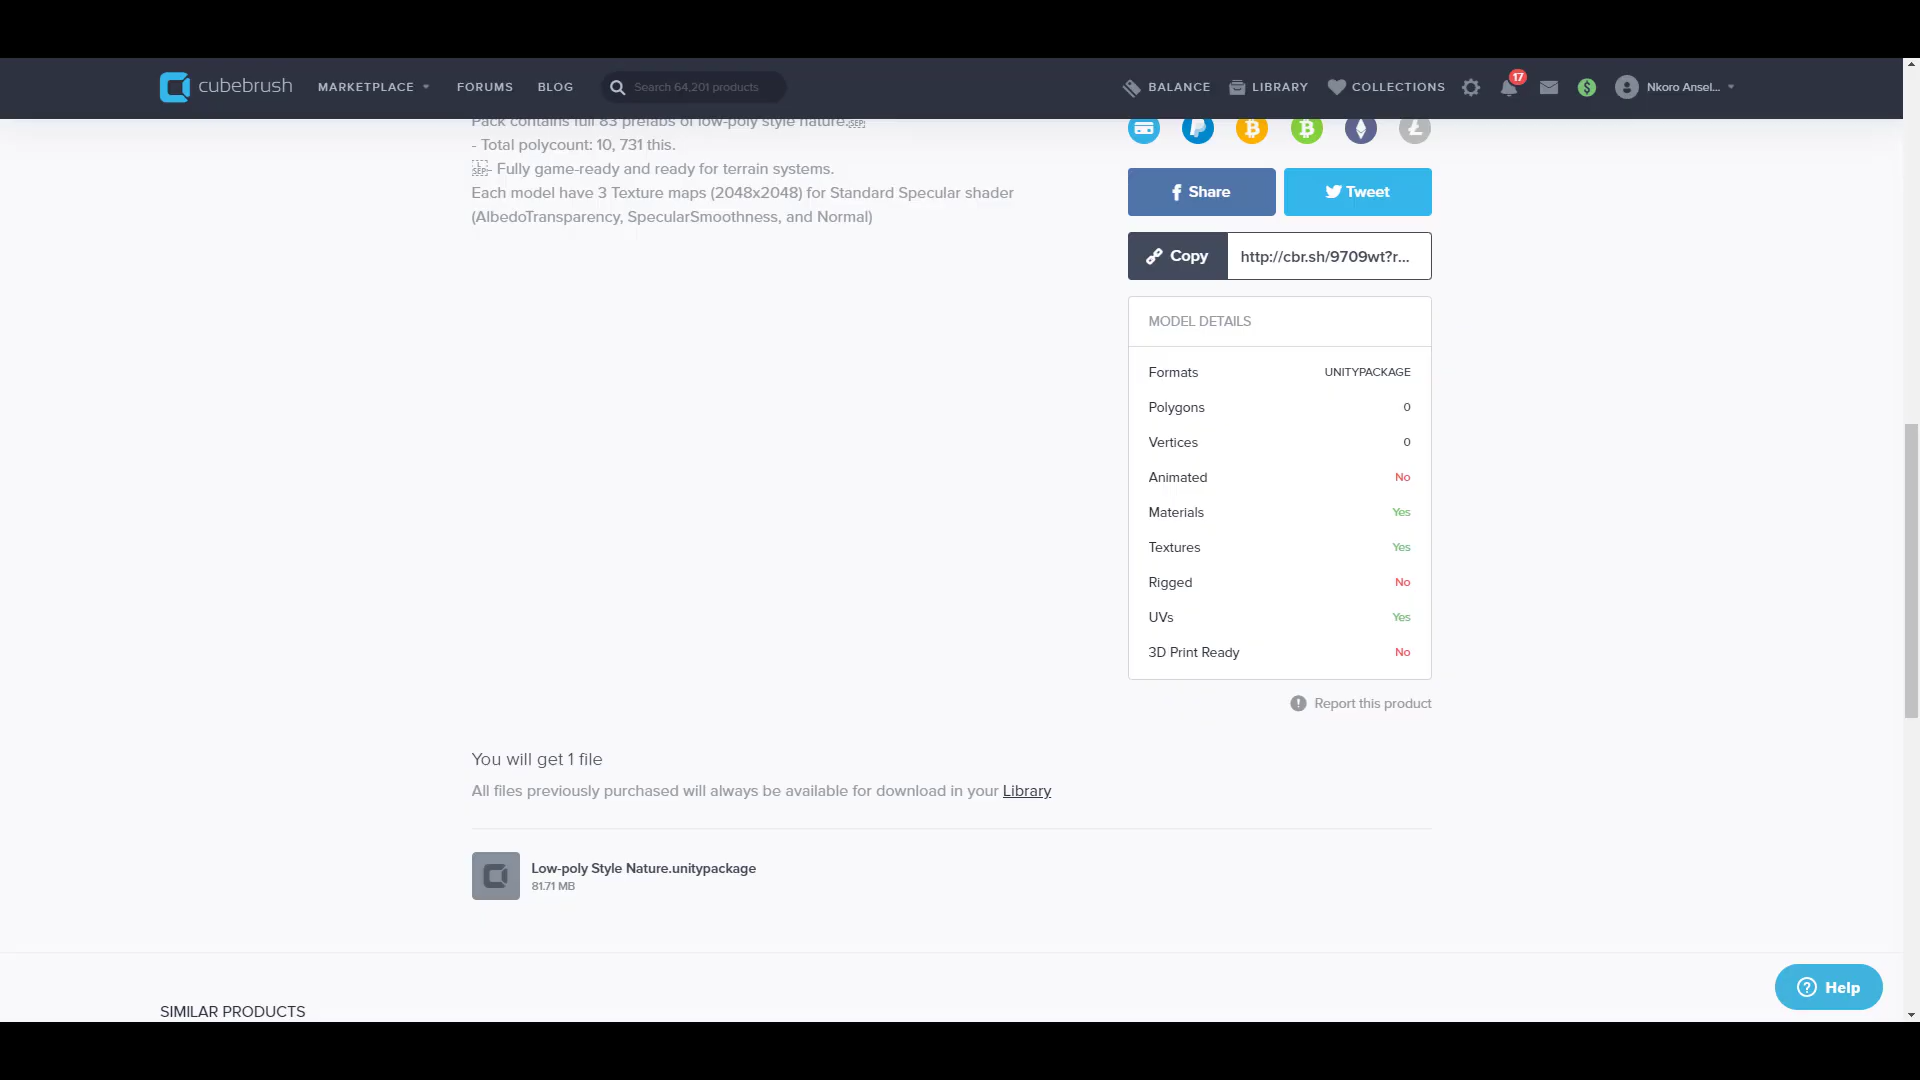 cubebrush
MARKETPLACE
FORUMS
BLOG
Search 64,201 products
BALANCE
LIBRARY
COLLECTIONS
17
Nkoro Ansel...
Pack contains full 83 prefabs of low-poly style nature.
- Total polycount: 10, 731 this.
- Fully game-ready and ready for terrain systems.
Each model have 3 Texture maps (2048x2048) for Standard Specular shader
(AlbedoTransparency, SpecularSmoothness, and Normal)
Share
Tweet
Copy
http://cbr.sh/9709wt?r...
MODEL DETAILS
Formats UNITYPACKAGE
Polygons 0
Vertices 0
Animated No
Materials Yes
Textures Yes
Rigged No
UVs Yes
3D Print Ready No
Report this product
You will get 1 file
All files previously purchased will always be available for download in your Library
Low-poly Style Nature.unitypackage
81.71 MB
Help
SIMILAR PRODUCTS